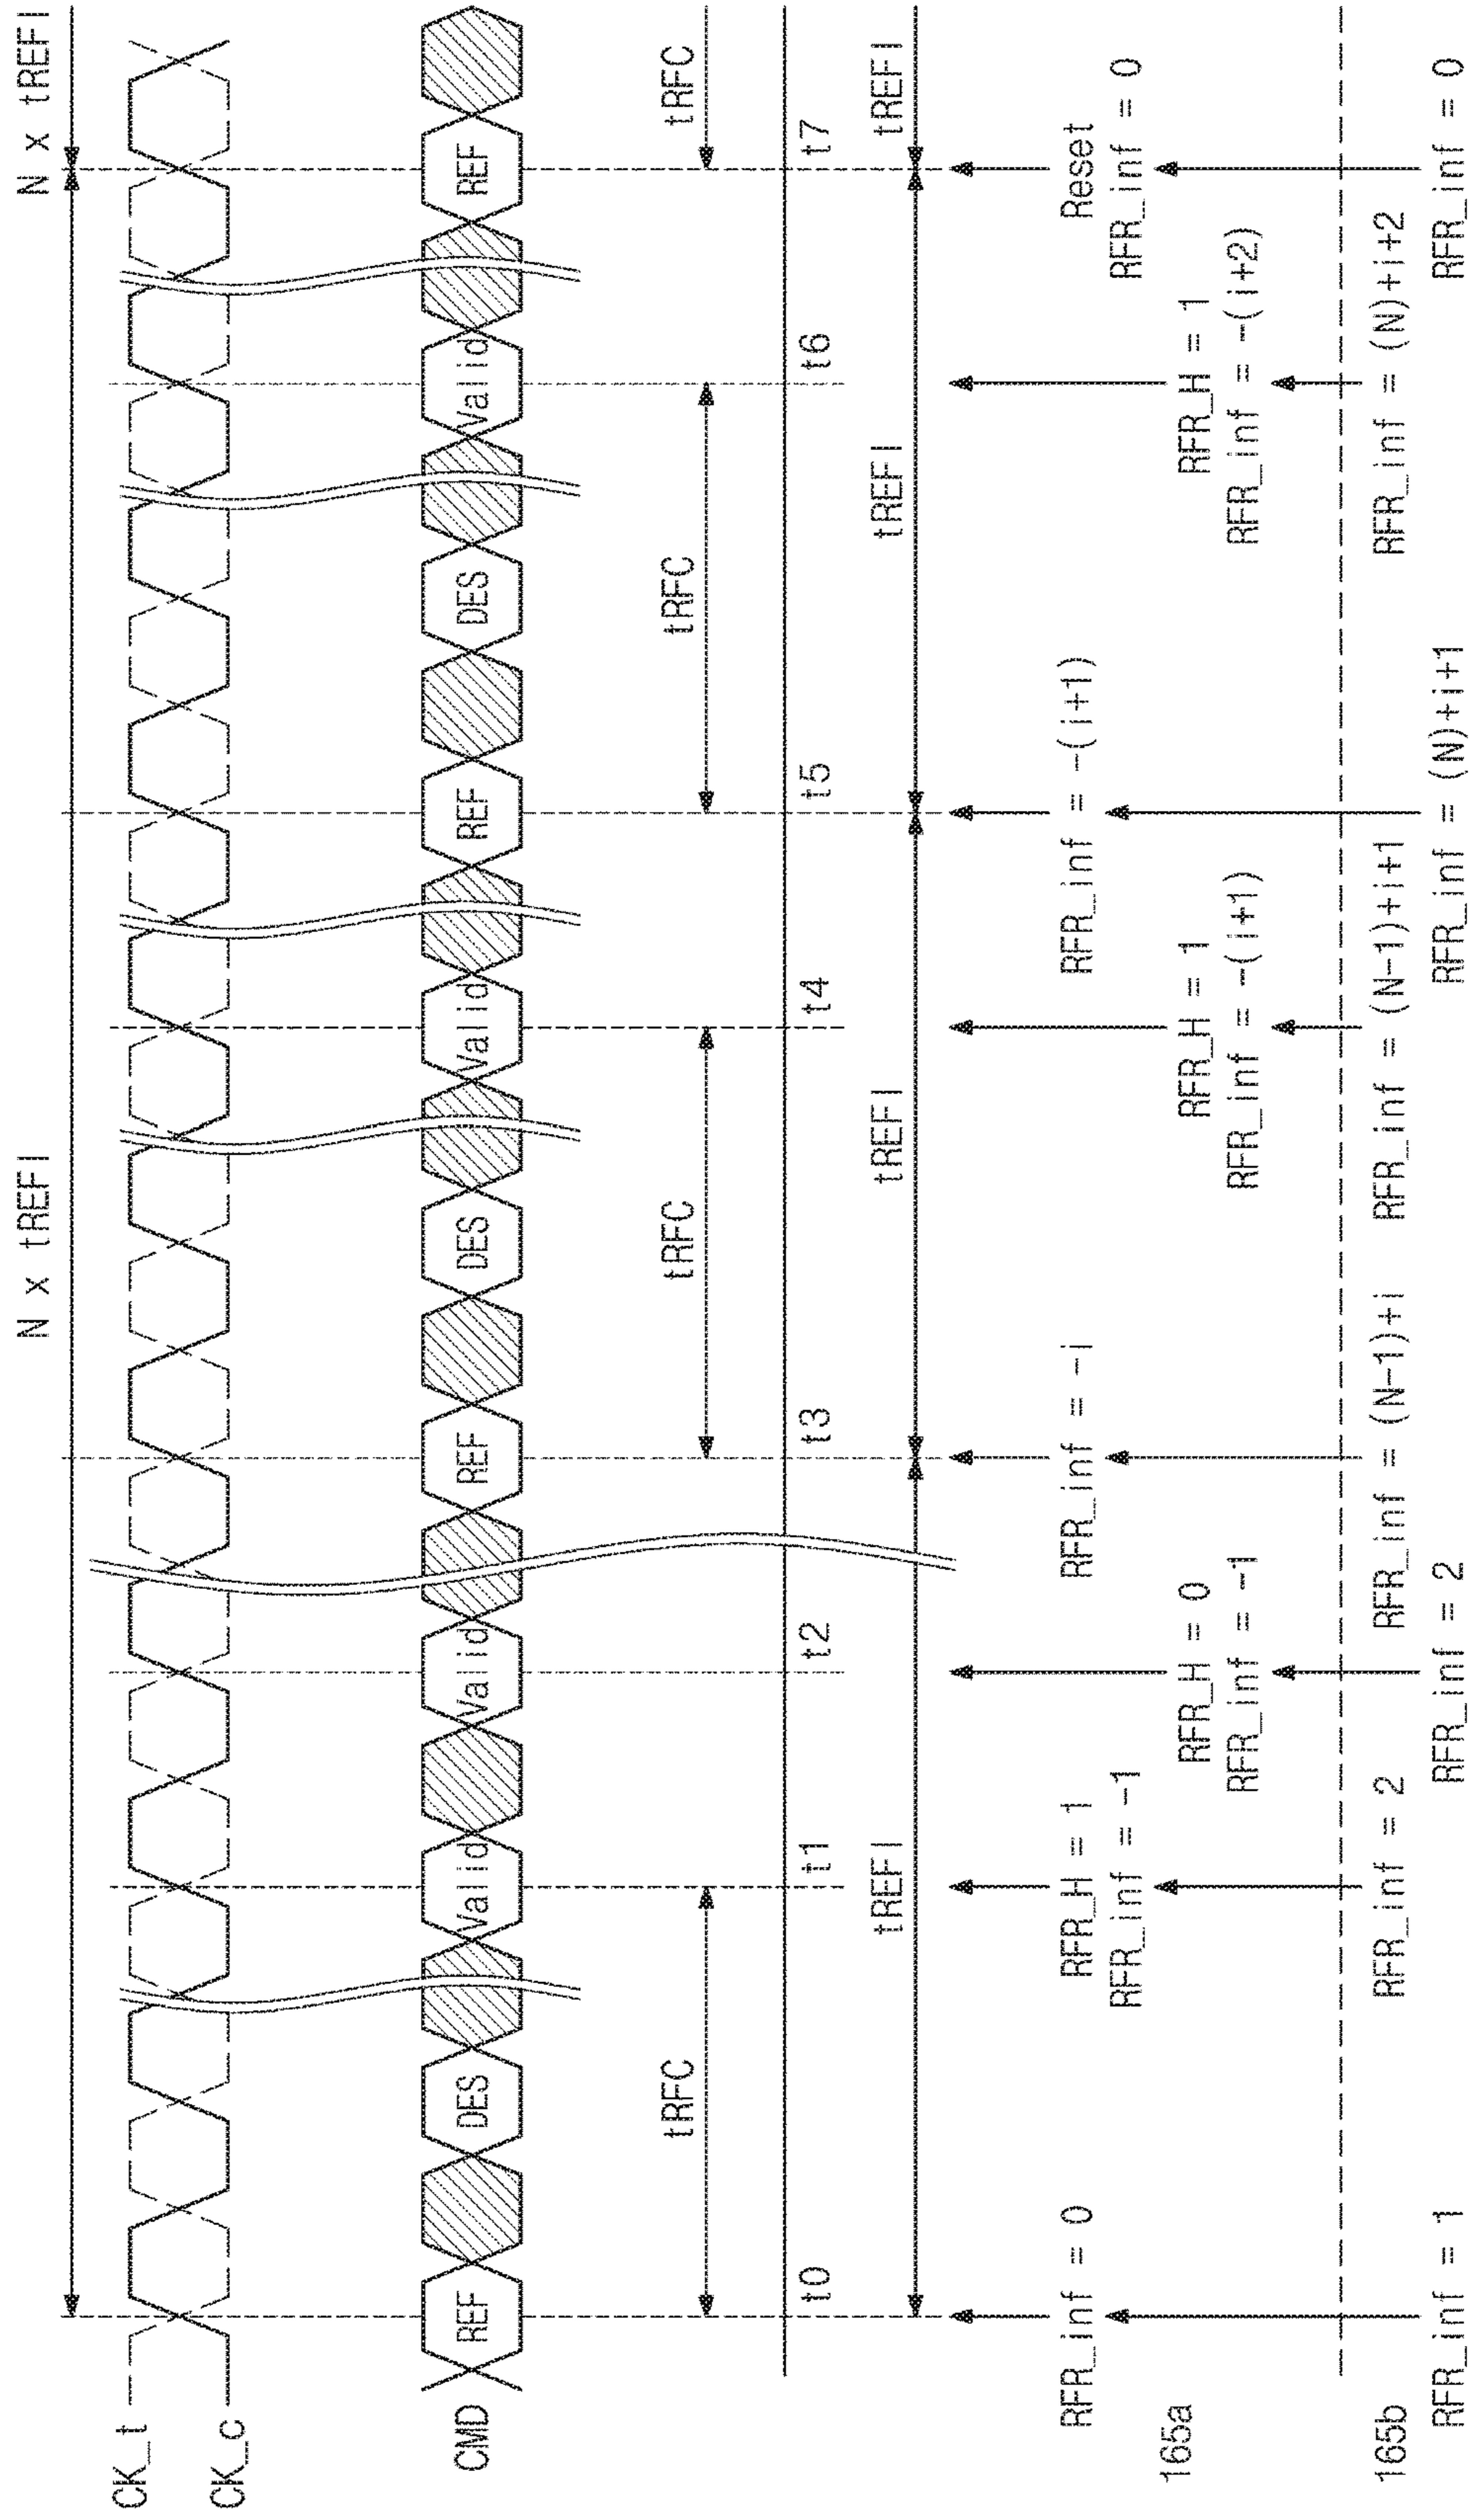 N x tREFI
N x tREFI
CK_t
CK_c
CMD
REF
DES
Valid
Valid
REF
DES
Valid
REF
DES
Valid
REF
tRFC
tRFC
tRFC
tRFC
t0
t1
t2
t3
t4
t5
t6
t7
tREFI
tREFI
tREFI
tREFI
RFR_inf = 0
RFR_H = 1
RFR_inf = -1
RFR_inf = -i
RFR_inf = -(i+1)
Reset
RFR_inf = 0
165a
RFR_H = 0
RFR_inf = -1
RFR_H = 1
RFR_inf = -(i+1)
RFR_H = 1
RFR_inf = -(i+2)
165b
RFR_inf = 2
RFR_inf = (N-1)+i
RFR_inf = (N-1)+i+1
RFR_inf = (N)+i+2
RFR_inf = 1
RFR_inf = 2
RFR_inf = (N)+i+1
RFR_inf = 0